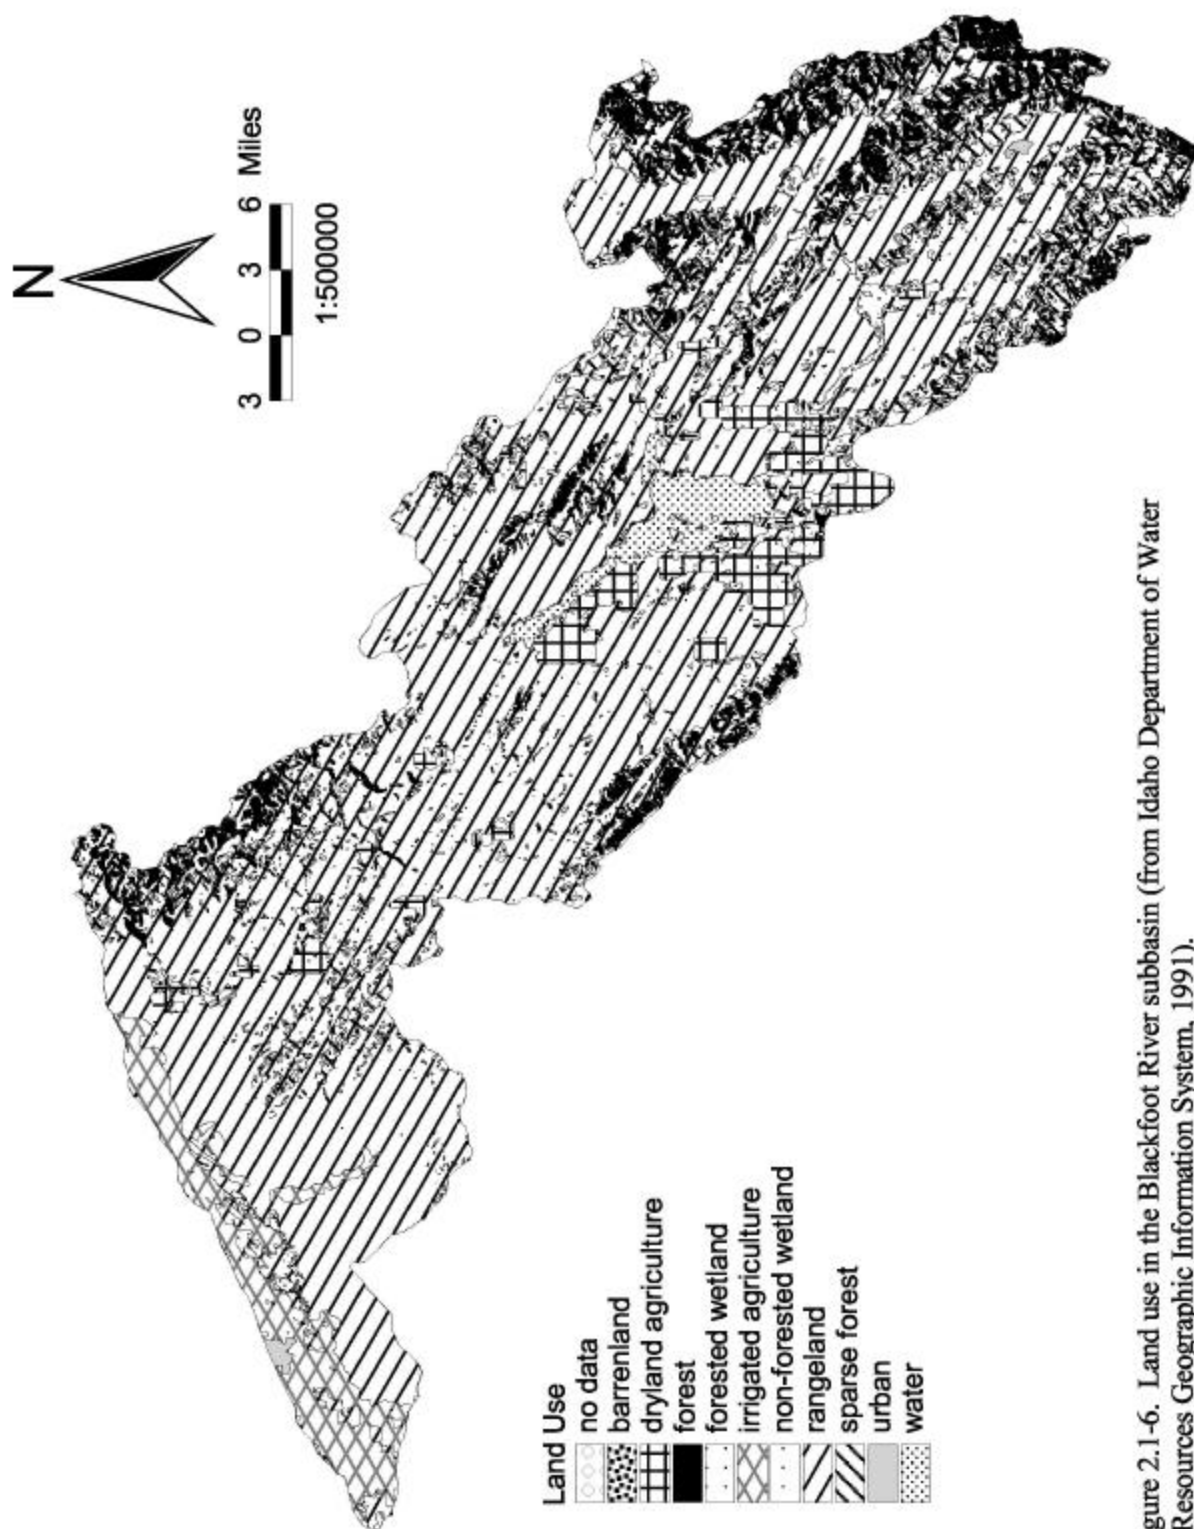 N
3 0 3 6 Miles
1:500000
Land Use
no data
barrenland
dryland agriculture
forest
forested wetland
irrigated agriculture
non-forested wetland
rangeland
sparse forest
urban
water
gure 2.1-6. Land use in the Blackfoot River subbasin (from Idaho Department of Water
Resources Geographic Information System, 1991).